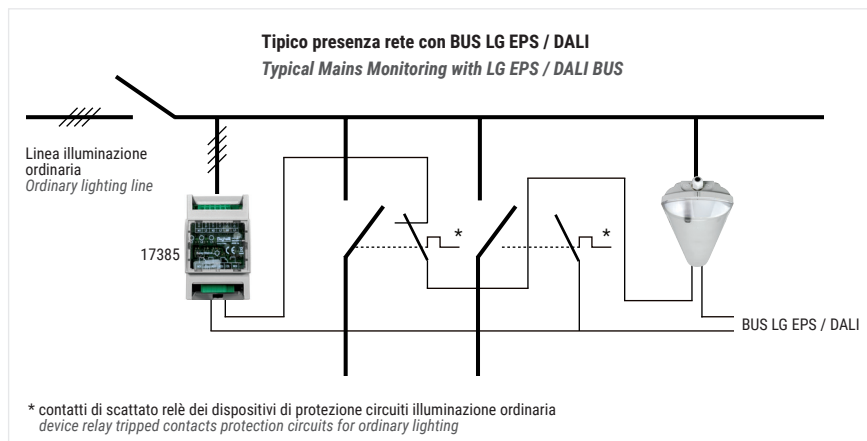 Tipico presenza rete con BUS LG EPS / DALI
Typical Mains Monitoring with LG EPS / DALI BUS
Linea illuminazione
ordinaria
Ordinary lighting line
17385
*
*
BUS LG EPS / DALI
* contatti di scattato relè dei dispositivi di protezione circuiti illuminazione ordinaria
device relay tripped contacts protection circuits for ordinary lighting